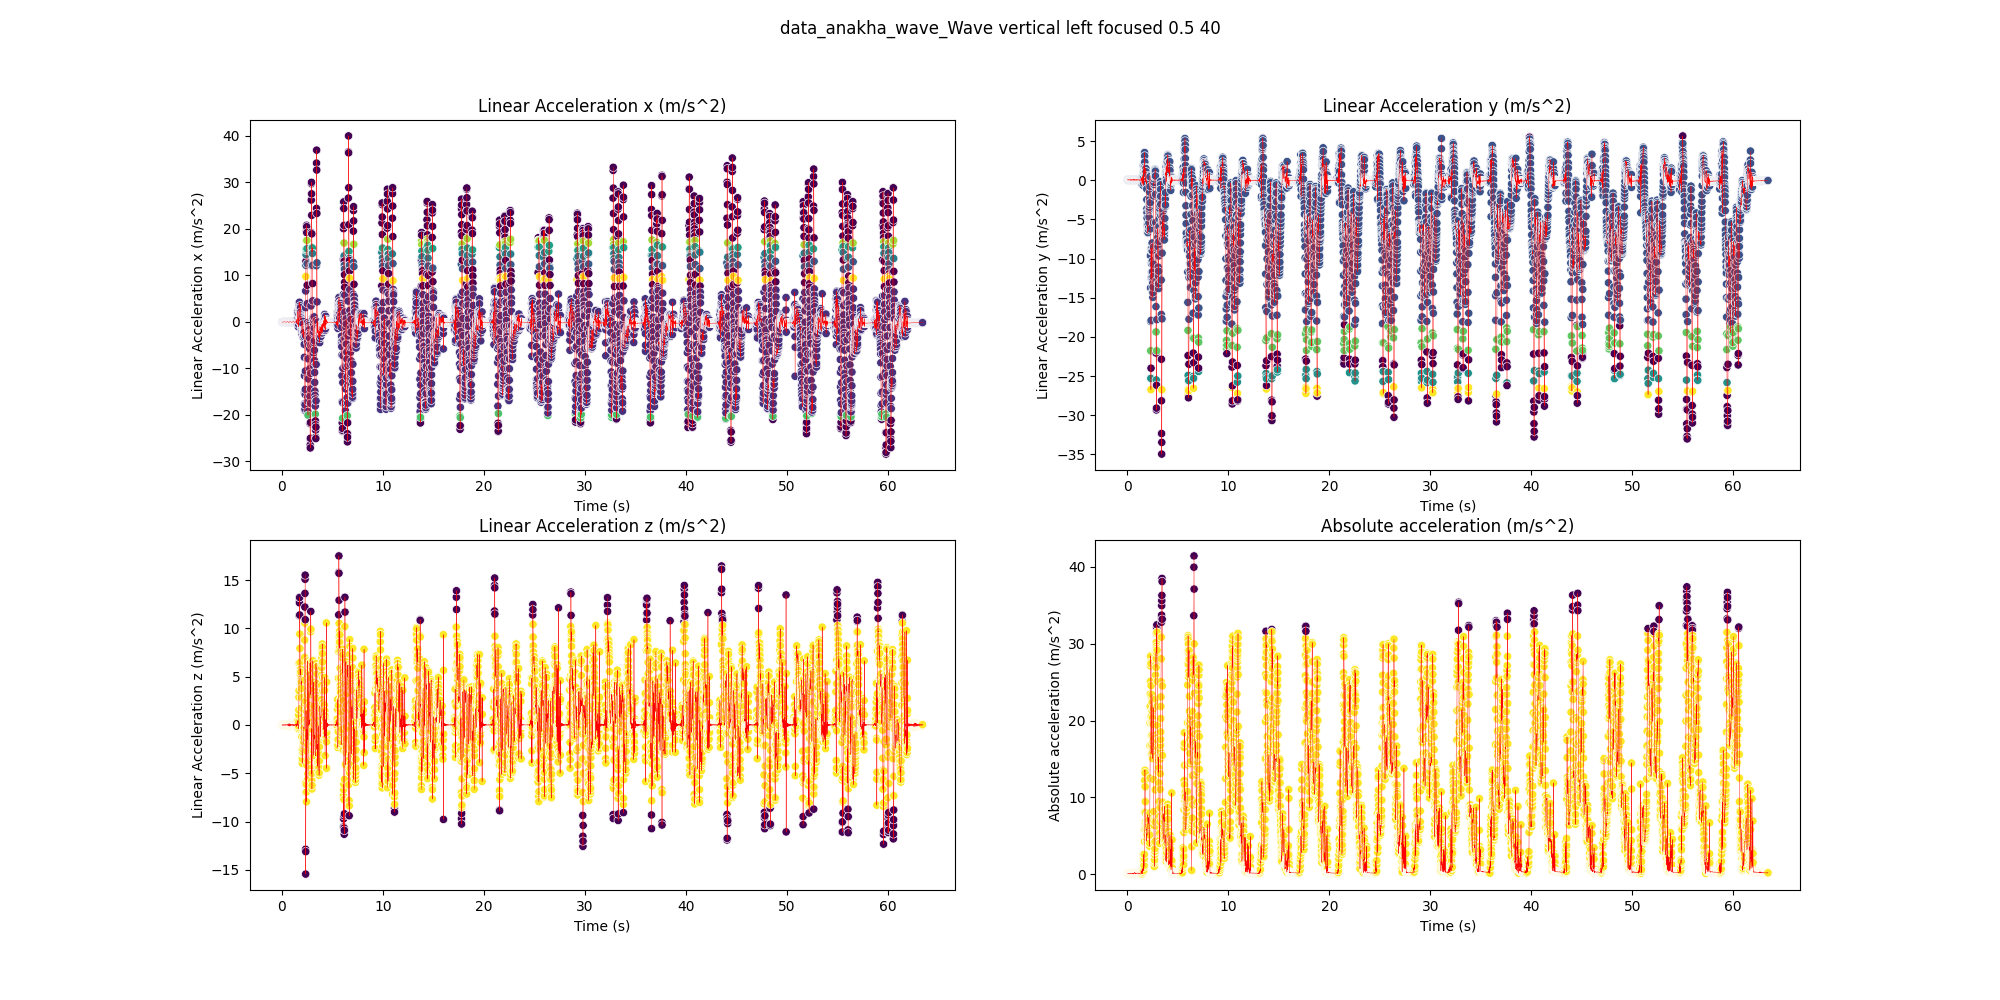 data_anakha_wave_Wave vertical left focused 0.5 40
Linear Acceleration x (m/s^2)
Linear Acceleration x (m/s^2)
40
30
20
10
0
−10
−20
−30
0 10 20 30 40 50 60
Time (s)
Linear Acceleration y (m/s^2)
Linear Acceleration y (m/s^2)
5
0
−5
−10
−15
−20
−25
−30
−35
0 10 20 30 40 50 60
Time (s)
Linear Acceleration z (m/s^2)
Linear Acceleration z (m/s^2)
15
10
5
0
−5
−10
−15
0 10 20 30 40 50 60
Time (s)
Absolute acceleration (m/s^2)
Absolute acceleration (m/s^2)
40
30
20
10
0
0 10 20 30 40 50 60
Time (s)